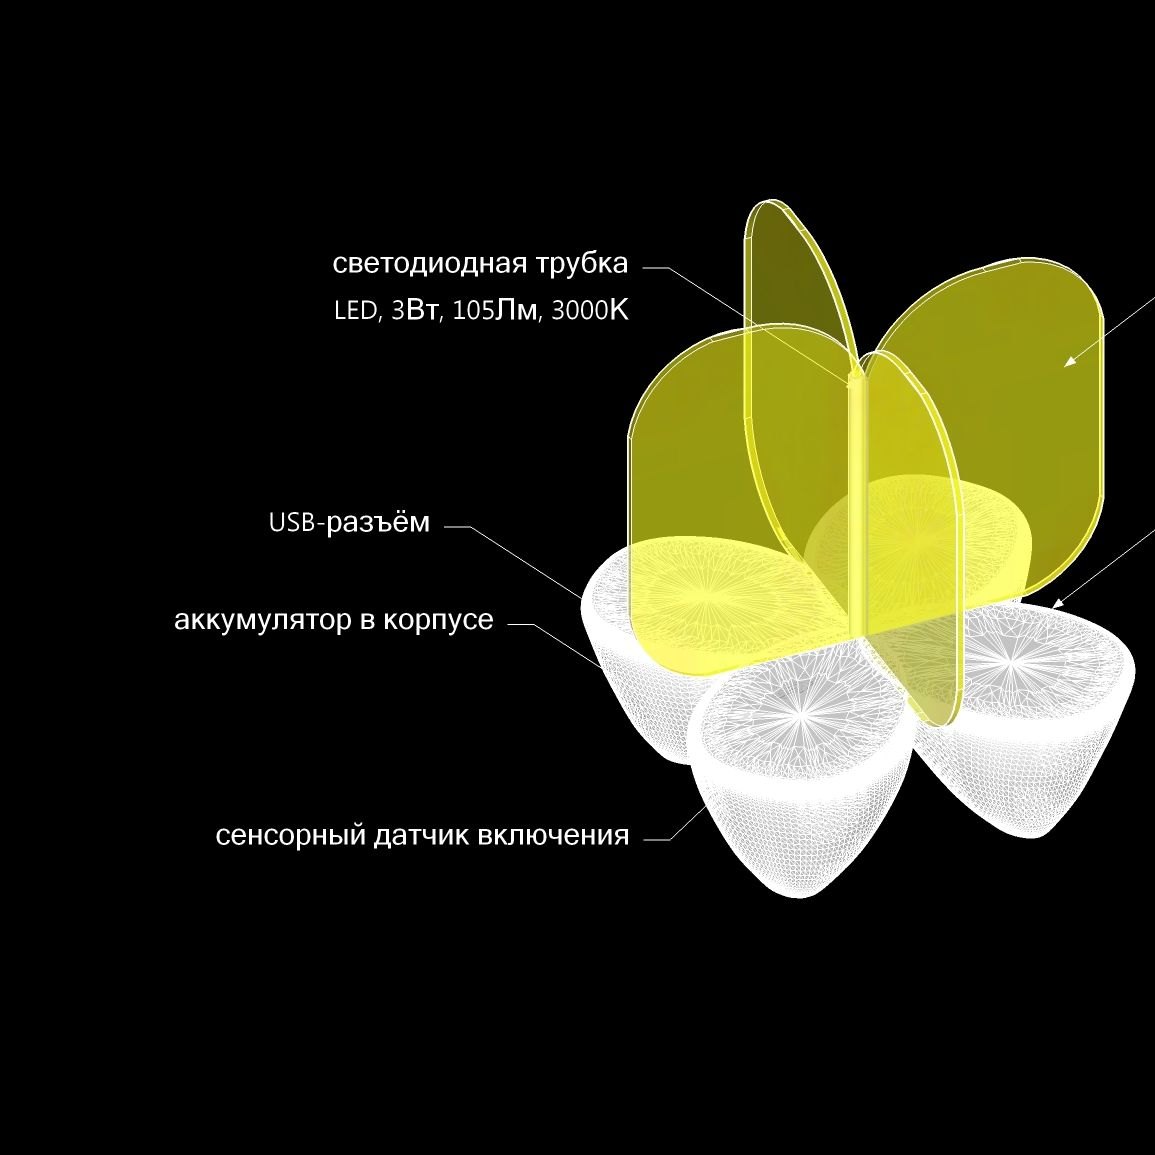 светодиодная трубка
LED, 3Вт, 105Лм, 3000К
USB-разъём
аккумулятор в корпусе
сенсорный датчик включения